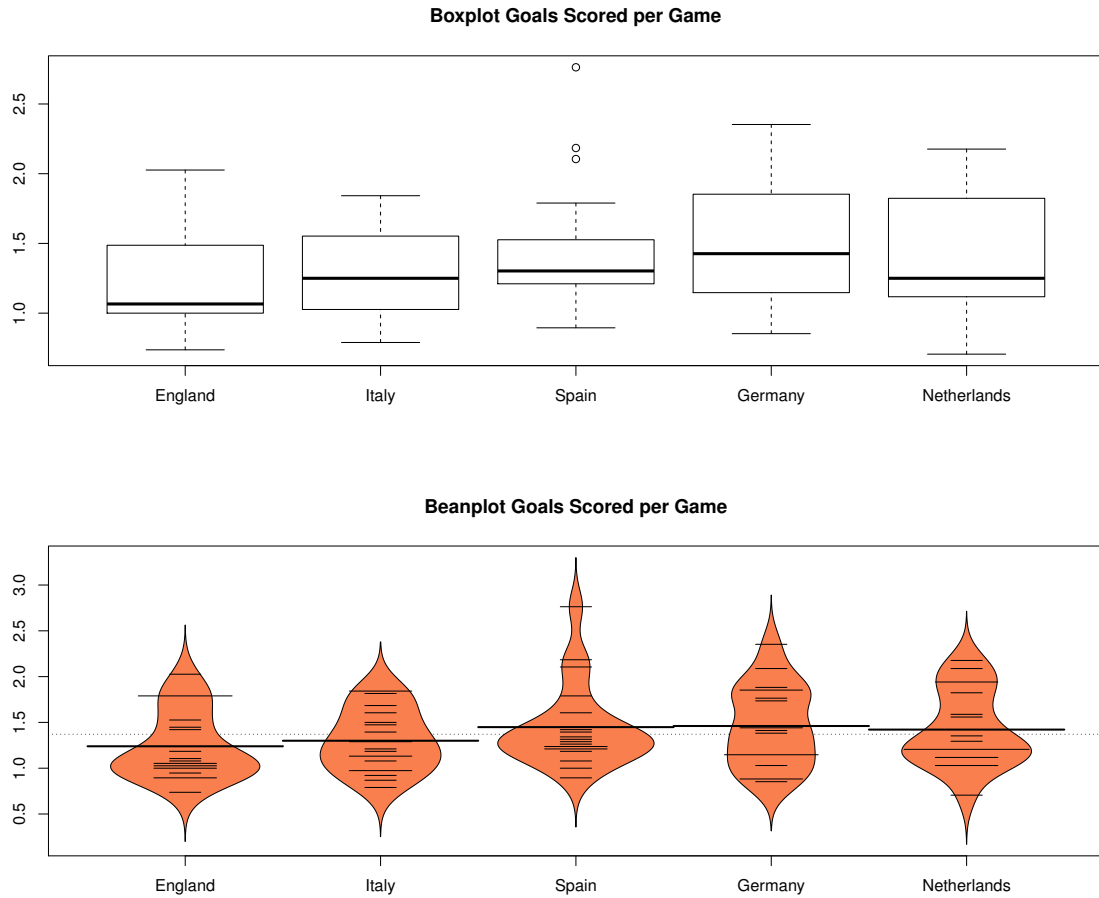 Boxplot Goals Scored per Game
2.5
2.0
1.5
1.0
England Italy Spain Germany Netherlands
Beanplot Goals Scored per Game
3.0
2.5
2.0
1.5
1.0
0.5
England Italy Spain Germany Netherlands